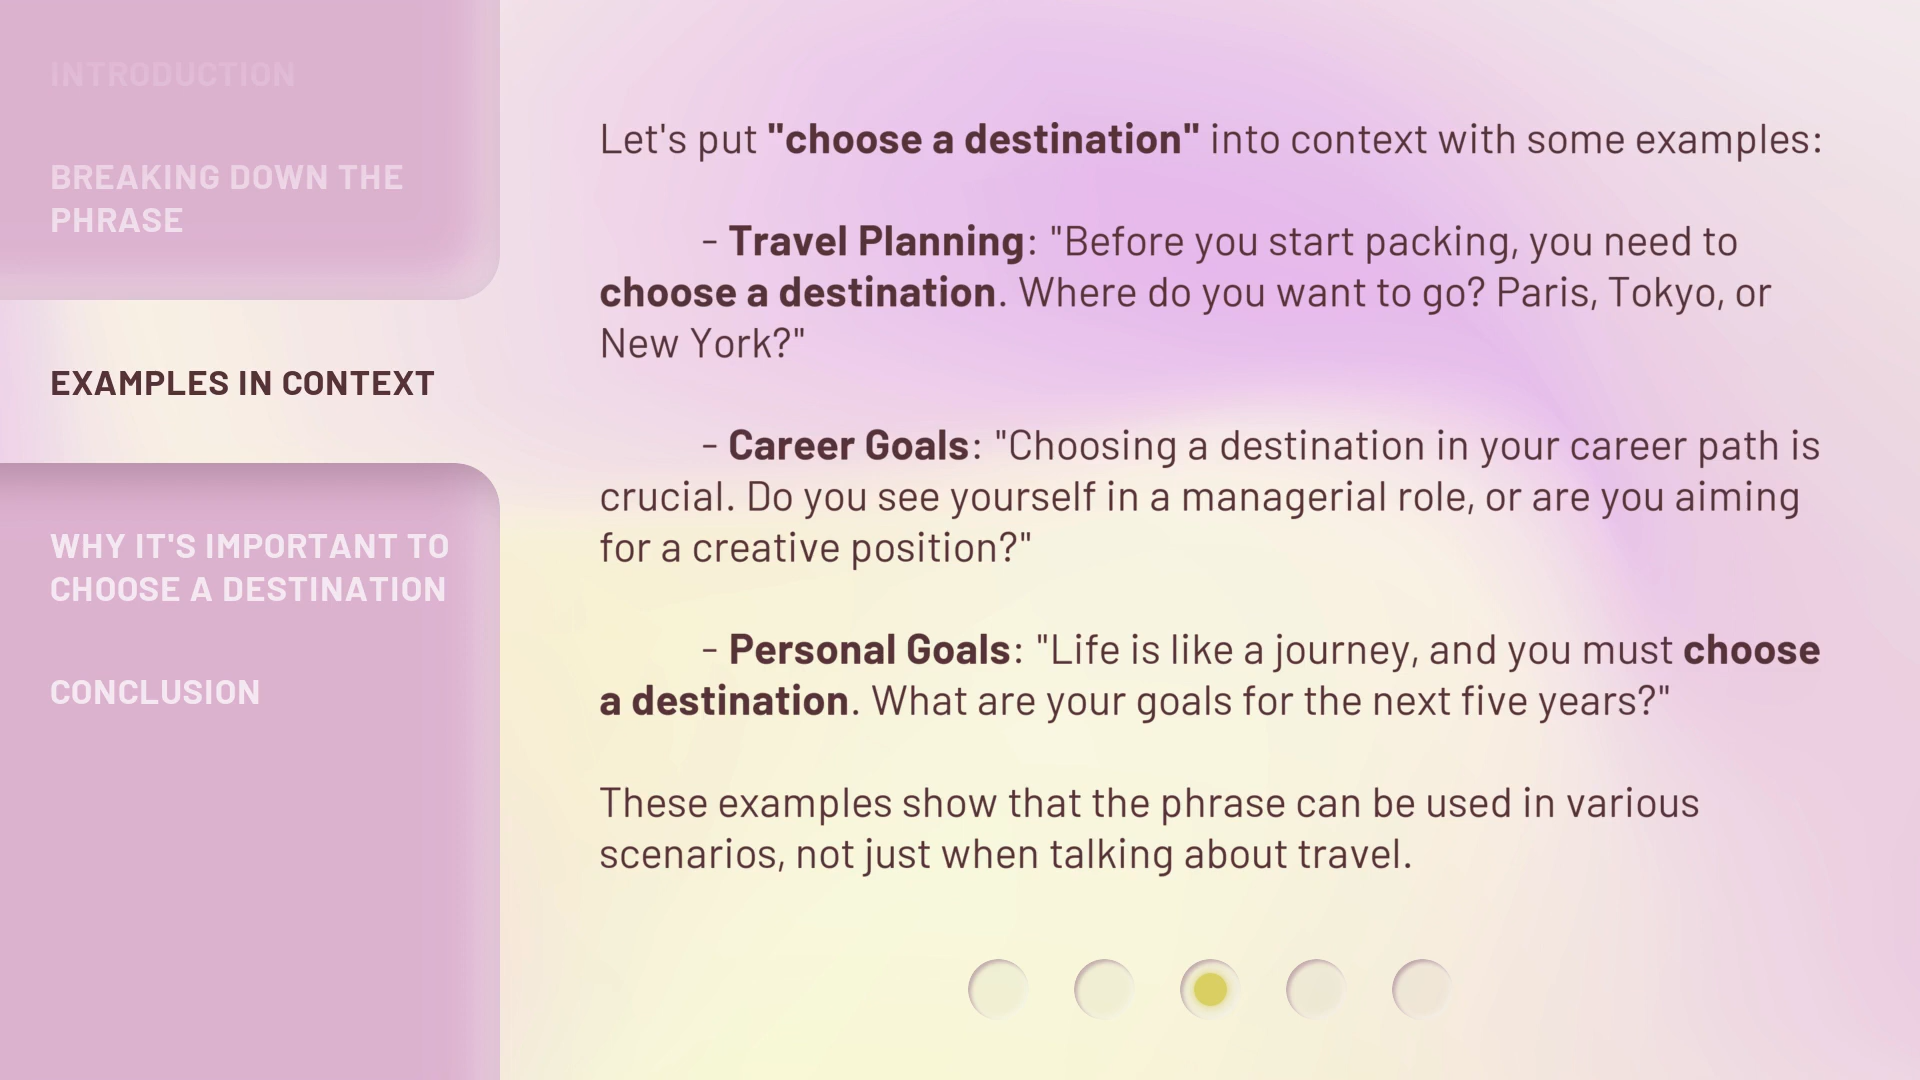 INTRODUCTION
BREAKING DOWN THE
PHRASE
EXAMPLES IN CONTEXT
WHY IT'S IMPORTANT TO
CHOOSE A DESTINATION
CONCLUSION
Let's put "choose a destination" into context with some examples:
- Travel Planning: "Before you start packing, you need to
choose a destination. Where do you want to go? Paris, Tokyo, or
New York?"
- Career Goals: "Choosing a destination in your career path is
crucial. Do you see yourself in a managerial role, or are you aiming
for a creative position?"
- Personal Goals: "Life is like a journey, and you must choose
a destination. What are your goals for the next five years?"
These examples show that the phrase can be used in various
scenarios, not just when talking about travel.